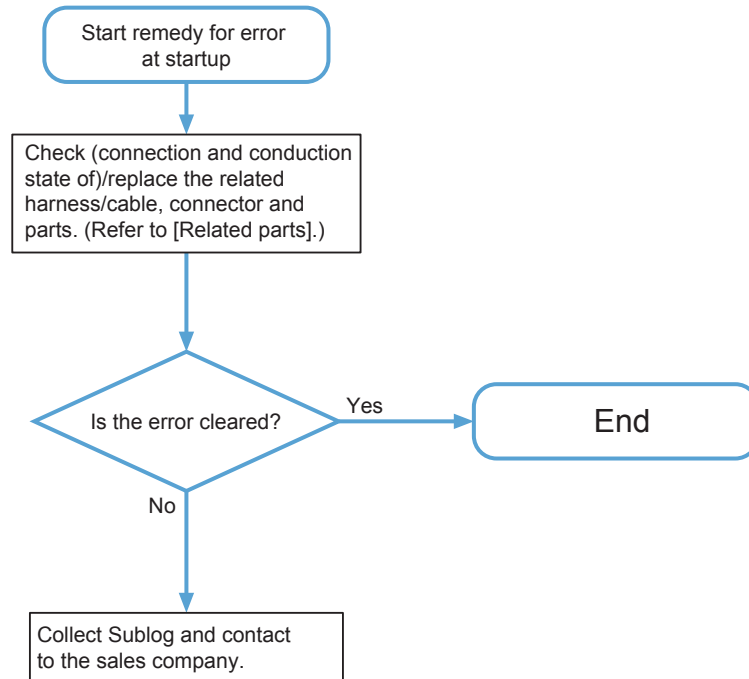 Start remedy for error
at startup
Check (connection and conduction
state of)/replace the related
harness/cable, connector and
parts. (Refer to [Related parts].)
Is the error cleared?
Yes
End
No
Collect Sublog and contact
to the sales company.